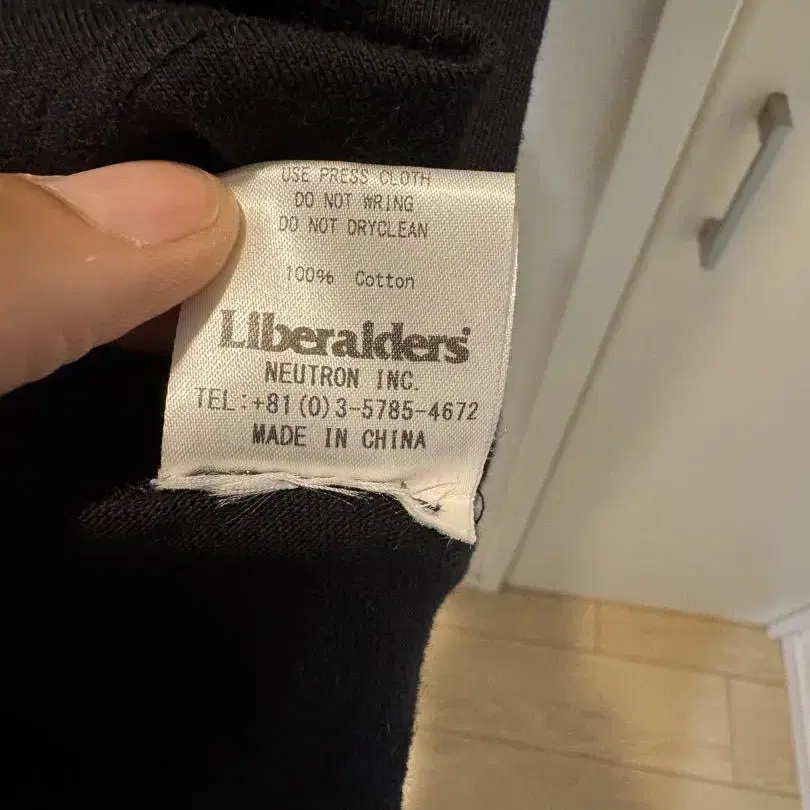 USE PRESS CLOTH
DO NOT WRING
DO NOT DRYCLEAN
100% Cotton
Liberaiders
NEUTRON INC.
TEL:+81(0)3-5785-4672
MADE IN CHINA